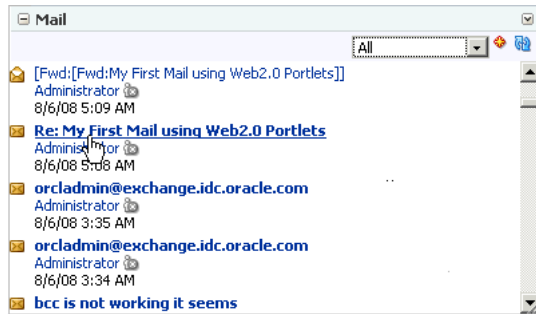 Mail
All
[Fwd:[Fwd:My First Mail using Web2.0 Portlets]]
Administrator
8/6/08 5:09 AM
Re: My First Mail using Web2.0 Portlets
Administrator
8/6/08 5:08 AM
orcladmin@exchange.idc.oracle.com
Administrator
8/6/08 3:35 AM
orcladmin@exchange.idc.oracle.com
Administrator
8/6/08 3:34 AM
bcc is not working it seems